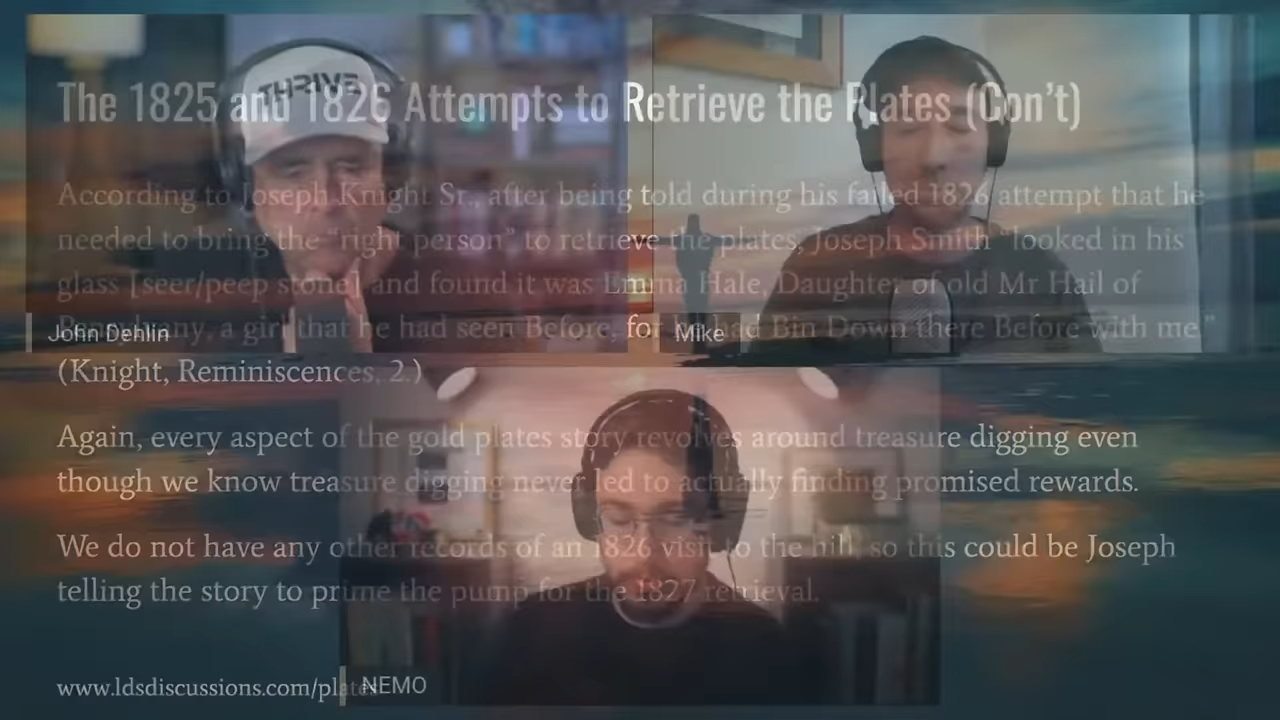 THRIVE
The 1825 and 1826 Attempts to Retrieve the Plates (Con't)
According to Joseph Knight Sr., after being told during his failed 1826 attempt that he
needed to bring the "right person" to retrieve the plates, Joseph Smith "looked in his
glass [seer/peep stone] and found it was Emma Hale, Daughter of old Mr Hail of
a girl that he had seen Before, for Bin Down there Before with me."
John Dehlin
Mike
(Knight, Reminiscences, 2.)
Again, every aspect of the gold plates story revolves around treasure digging even
though we know treasure digging never led to actually finding promised rewards.
We do not have any other records of an 1826 visit to the hill, so this could be Joseph
telling the story to prime the pump for the 1827 retrieval.
www.ldsdiscussions.com/plates
NEMO